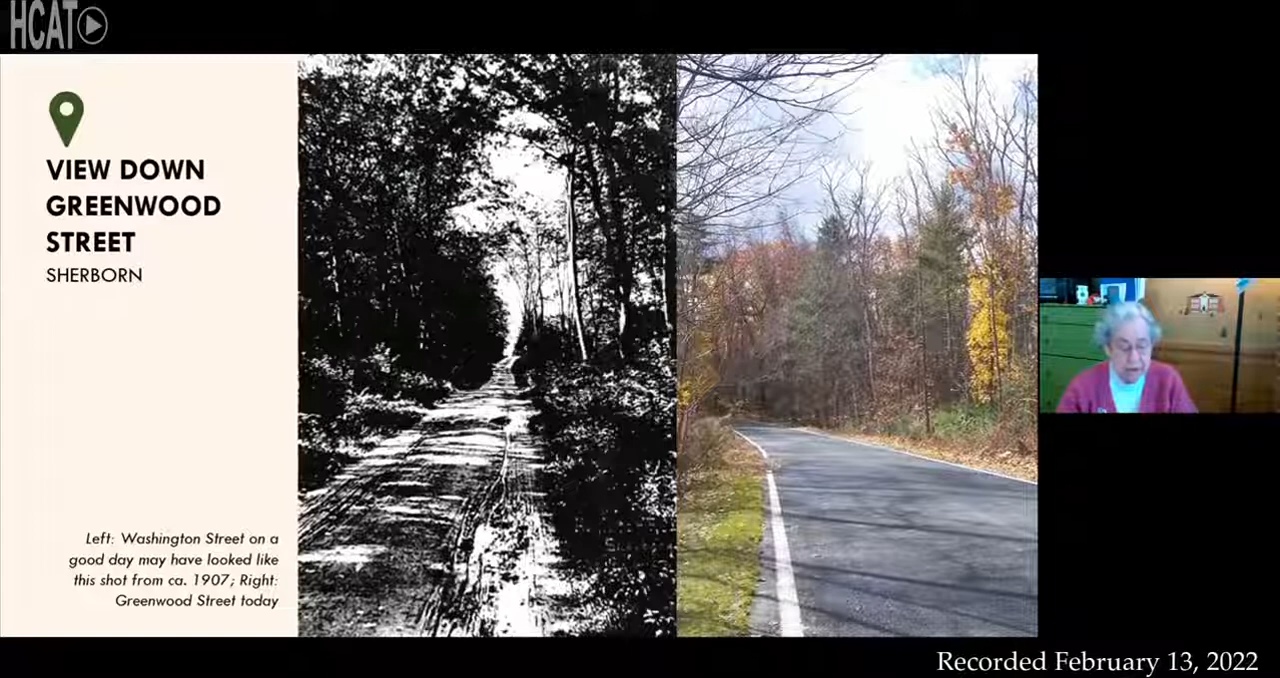 HCAT
VIEW DOWN
GREENWOOD
STREET
SHERBORN
Left: Washington Street on a
good day may have looked like
this shot from ca. 1907; Right:
Greenwood Street today
Recorded February 13, 2022